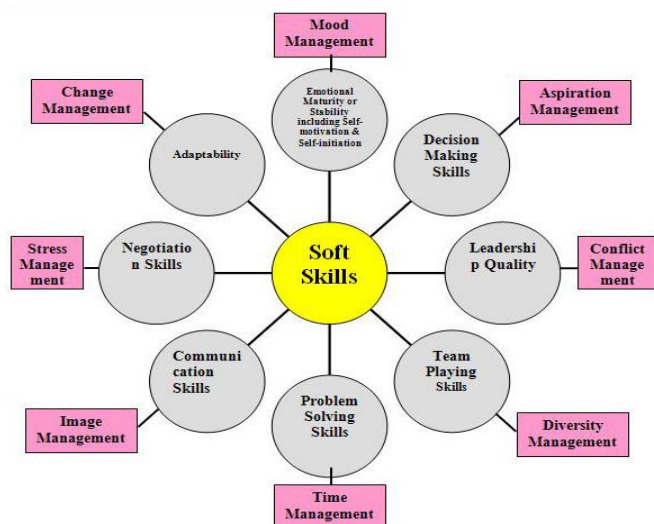 Mood
Management
Emotional
Maturity or
Stability
including Self-
motivation &
Self-initiation
Change
Management
Adaptability
Aspiration
Management
Decision
Making
Skills
Stress
Manage
ment
Negotiatio
n Skills
Soft
Skills
Leadershi
p Quality
Conflict
Manage
ment
Communi
cation
Skills
Image
Management
Problem
Solving
Skills
Time
Management
Team
Playing
Skills
Diversity
Management